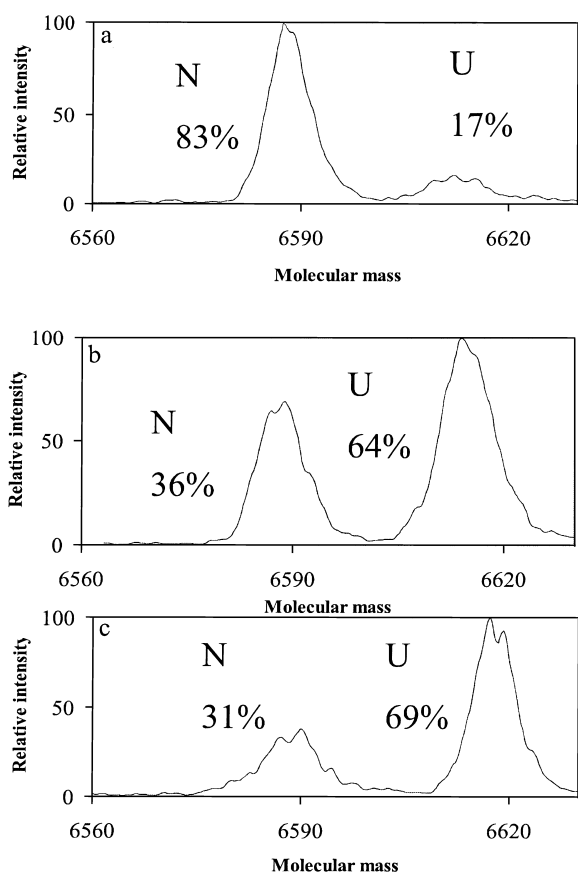 100
a
N
U
Relative intensity
50
83%
17%
0
6560
6590
6620
Molecular mass
100
b
U
N
Relative intensity
50
64%
36%
0
6560
6590
6620
Molecular mass
100
c
N
U
Relative intensity
50
31%
69%
0
6560
6590
6620
Molecular mass